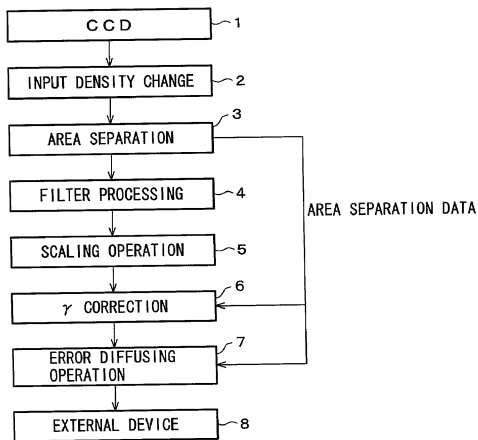 CCD 1
INPUT DENSITY CHANGE 2
AREA SEPARATION 3
FILTER PROCESSING 4
AREA SEPARATION DATA
SCALING OPERATION 5
γ CORRECTION 6
ERROR DIFFUSING 7
OPERATION
EXTERNAL DEVICE 8